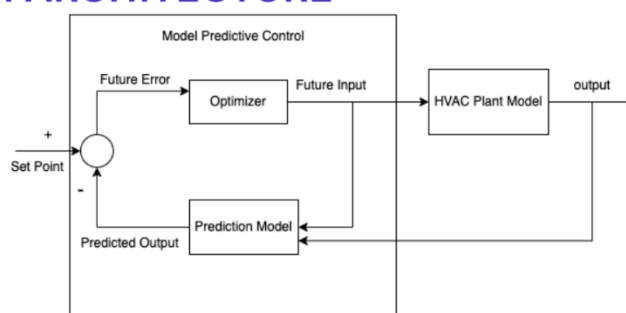 Model Predictive Control
Future Error
Future Input
output
Optimizer
HVAC Plant Model
+
Set Point
-
Prediction Model
Predicted Output